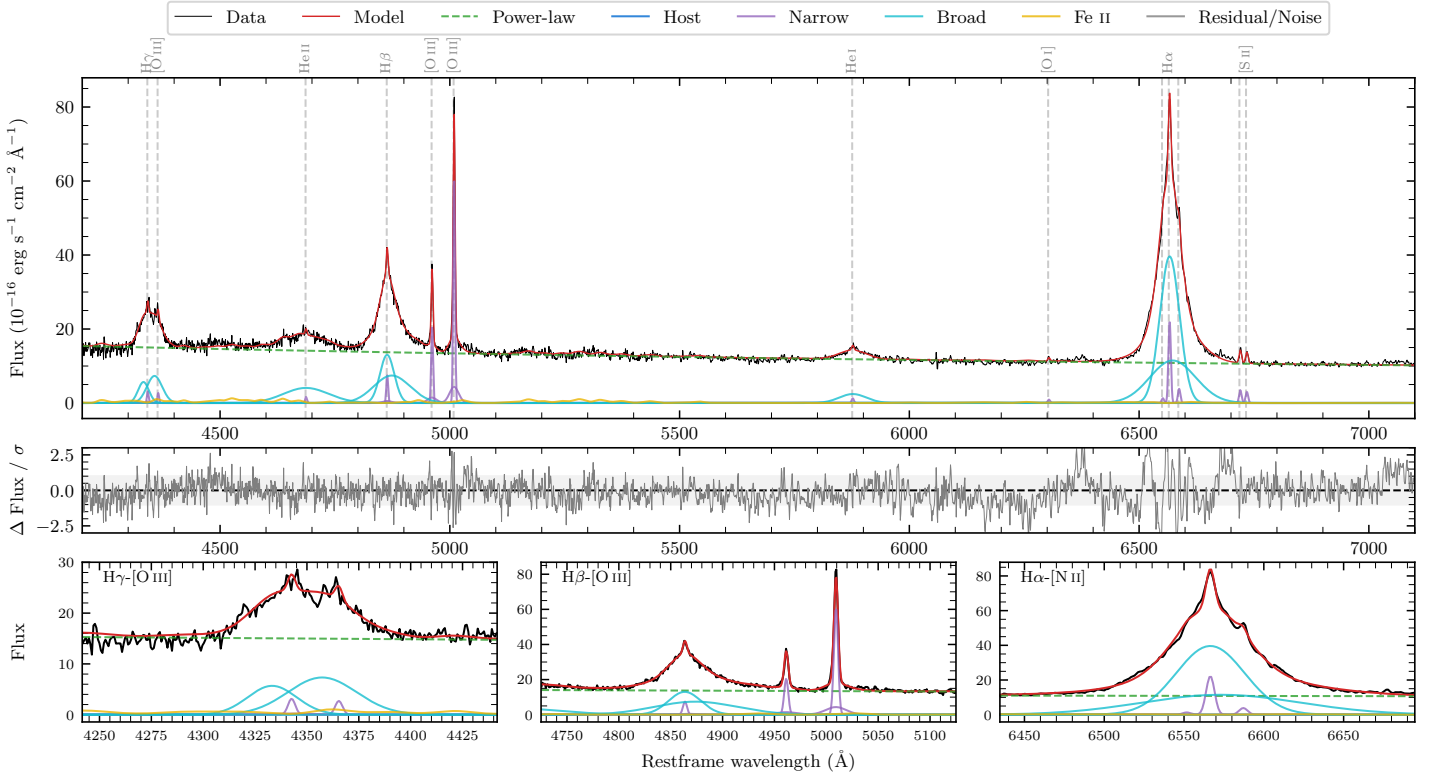 Data Model Power-law Host Narrow Broad Fe II Residual/Noise
Hγ [O III] He II Hβ [O III] [O III] He I [O I] Hα [S II]
Flux (10⁻¹⁶ erg s⁻¹ cm⁻² Å⁻¹)
80
60
40
20
0
4500 5000 5500 6000 6500 7000
Δ Flux / σ
2.5
0.0
−2.5
4500 5000 5500 6000 6500 7000
Hγ-[O III] Hβ-[O III] Hα-[N II]
Flux
30
20
10
0
4250 4275 4300 4325 4350 4375 4400 4425
80
60
40
20
0
4750 4800 4850 4900 4950 5000 5050 5100
80
60
40
20
0
6450 6500 6550 6600 6650
Restframe wavelength (Å)